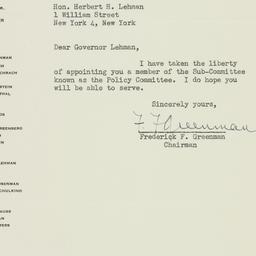 Hon. Herbert H. Lehman
1 William Street
New York 4, New York
Dear Governor Lehman,
I have taken the liberty
of appointing you a member of the Sub-Committee
known as the Policy Committee. I do hope you
will be able to serve.
Sincerely yours,
F F Greenman
Frederick F. Greenman
Chairman